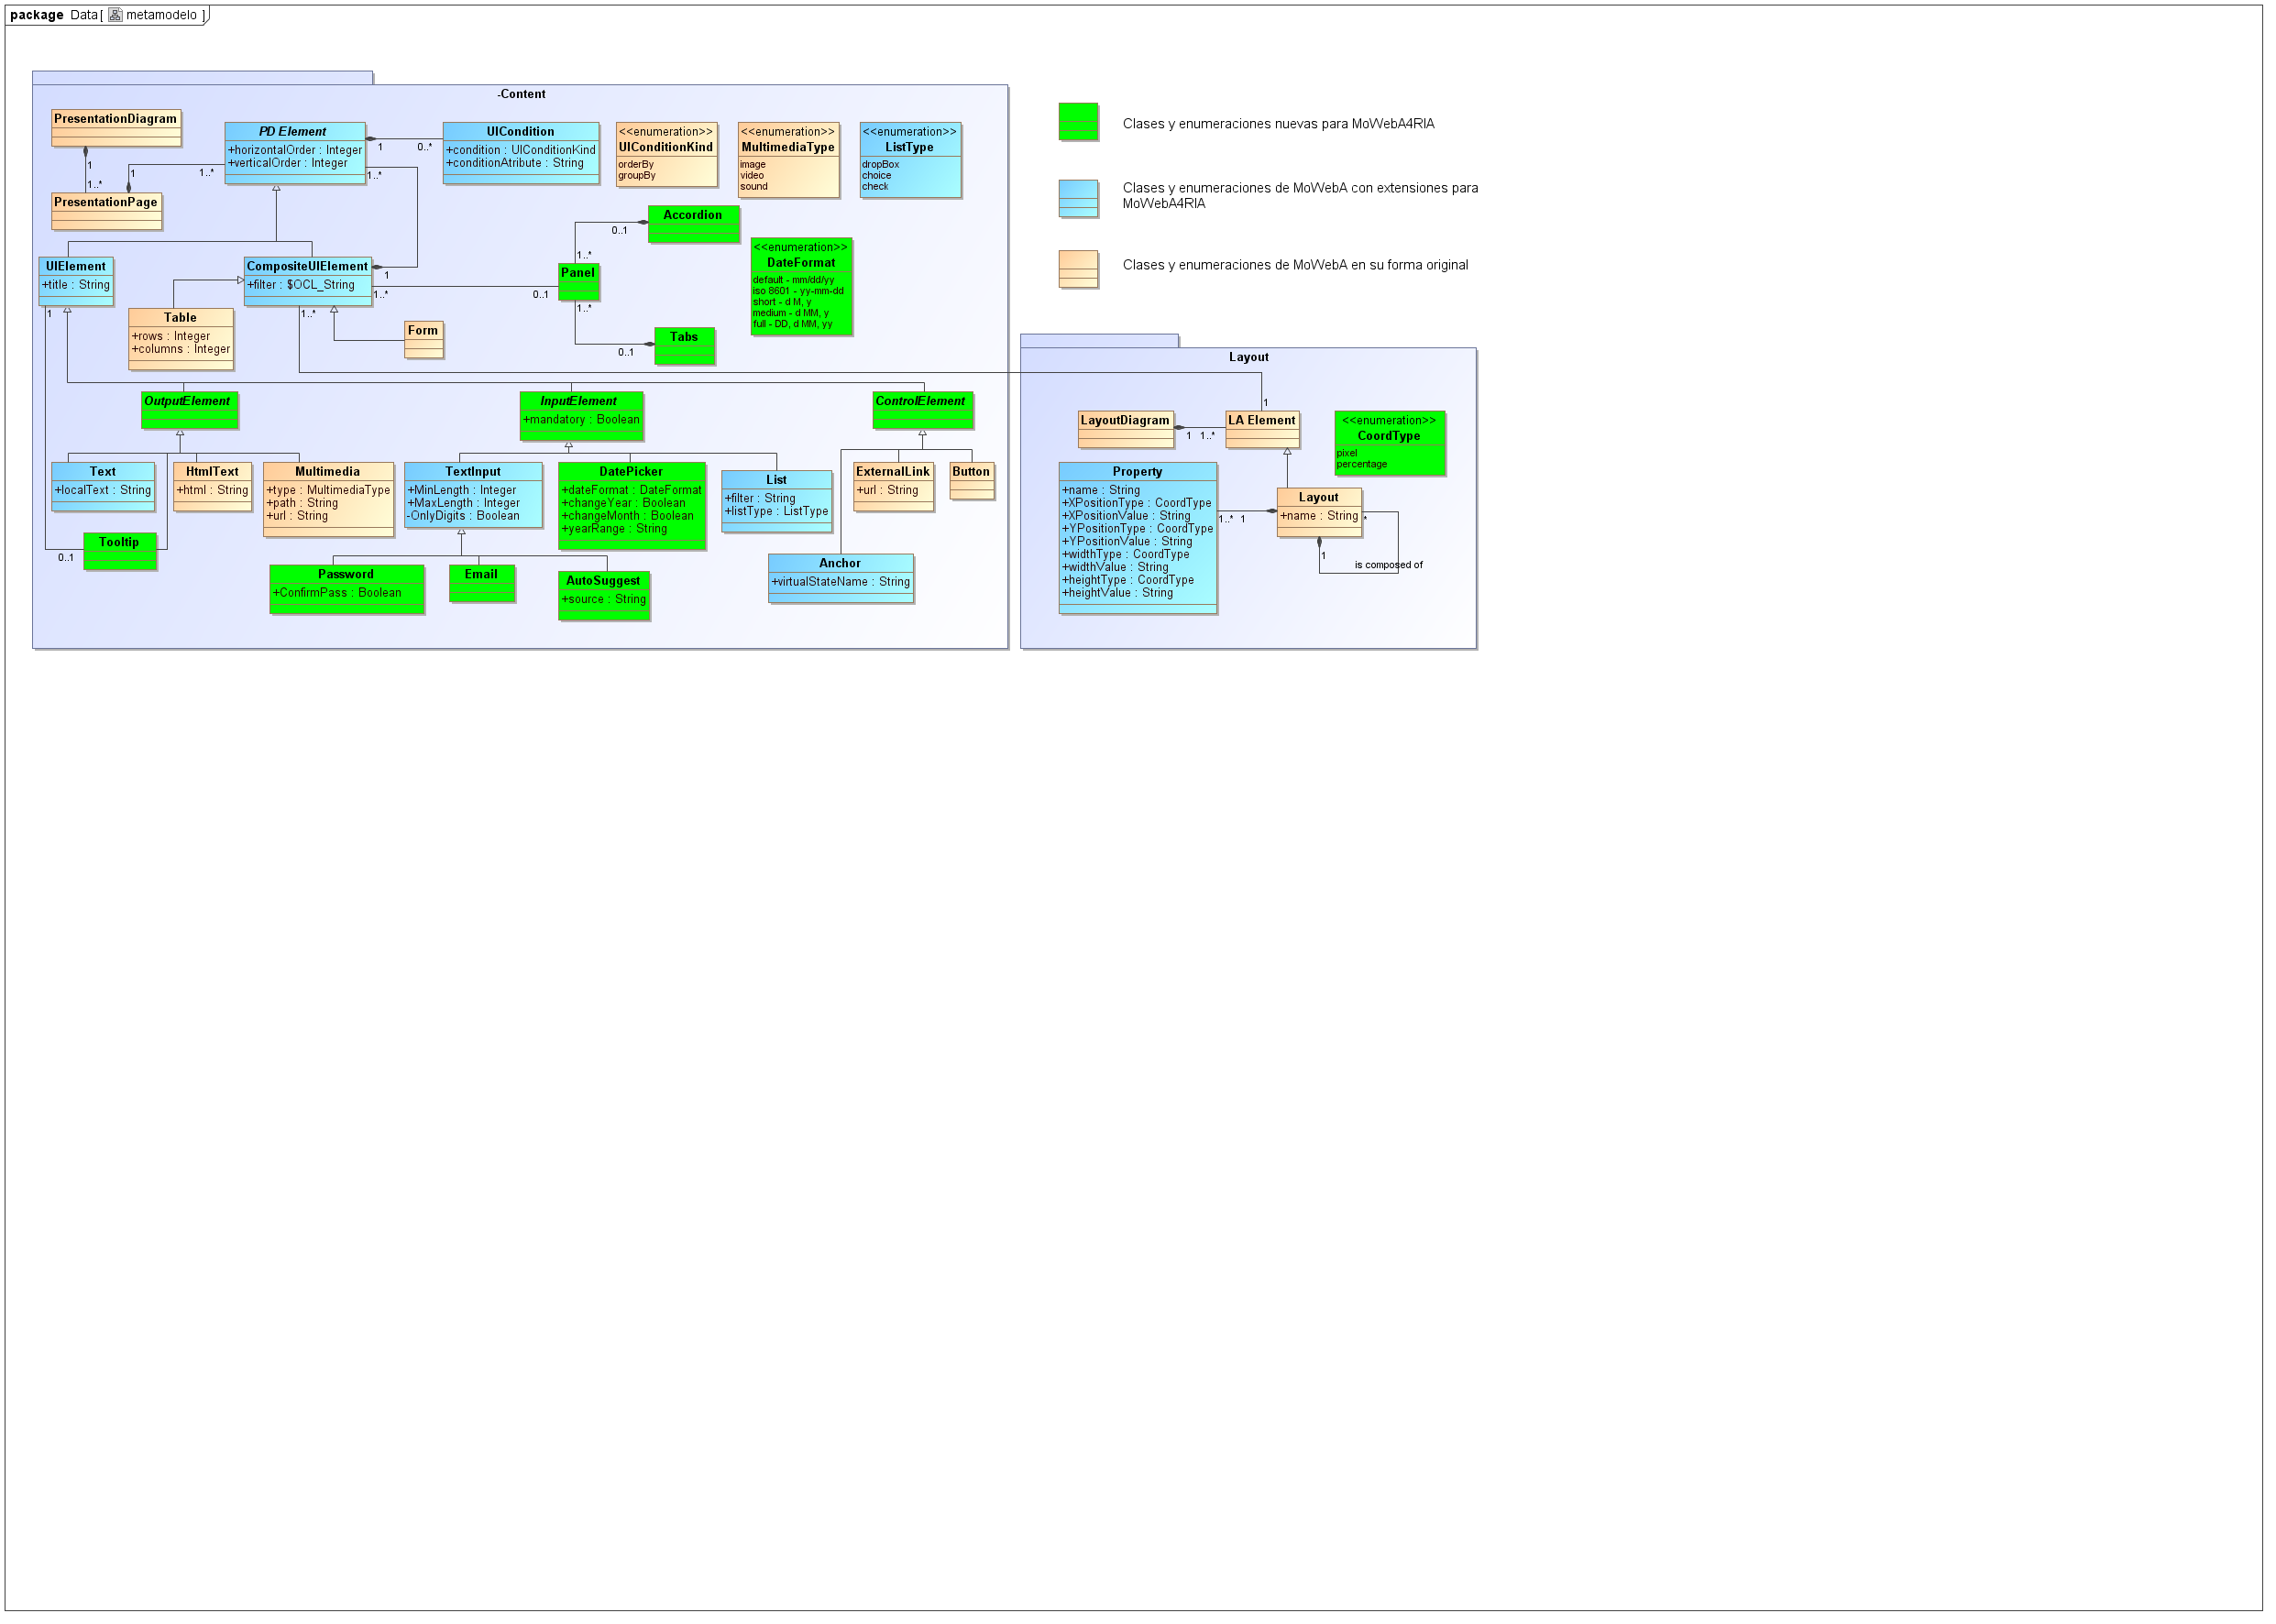 package Data[ metamodelo ]
-Content
PresentationDiagram
1
1..*
PresentationPage
1
1..*
PD Element
+horizontalOrder : Integer
+verticalOrder : Integer
1
0..*
1..*
UICondition
+condition : UIConditionKind
+conditionAtribute : String
<<enumeration>>
UIConditionKind
orderBy
groupBy
<<enumeration>>
MultimediaType
image
video
sound
<<enumeration>>
ListType
dropBox
choice
check
Accordion
0..1
1..*
<<enumeration>>
DateFormat
default - mm/dd/yy
iso 8601 - yy-mm-dd
short - d M, y
medium - d MM, y
full - DD, d MM, yy
UIElement
+title : String
1
CompositeUIElement
+filter : $OCL_String
1
1..*
0..1
1..*
Panel
1..*
Tabs
0..1
Table
+rows : Integer
+columns : Integer
Form
OutputElement
InputElement
+mandatory : Boolean
ControlElement
Text
+localText : String
HtmlText
+html : String
Multimedia
+type : MultimediaType
+path : String
+url : String
TextInput
+MinLength : Integer
+MaxLength : Integer
-OnlyDigits : Boolean
DatePicker
+dateFormat : DateFormat
+changeYear : Boolean
+changeMonth : Boolean
+yearRange : String
List
+filter : String
+listType : ListType
ExternalLink
+url : String
Button
Tooltip
0..1
Password
+ConfirmPass : Boolean
Email
AutoSuggest
+source : String
Anchor
+virtualStateName : String
Clases y enumeraciones nuevas para MoWebA4RIA
Clases y enumeraciones de MoWebA con extensiones para
MoWebA4RIA
Clases y enumeraciones de MoWebA en su forma original
Layout
1
LayoutDiagram
1
1..*
LA Element
<<enumeration>>
CoordType
pixel
percentage
Property
+name : String
+XPositionType : CoordType
+XPositionValue : String
+YPositionType : CoordType
+YPositionValue : String
+widthType : CoordType
+widthValue : String
+heightType : CoordType
+heightValue : String
1..*
1
Layout
+name : String
*
1
is composed of